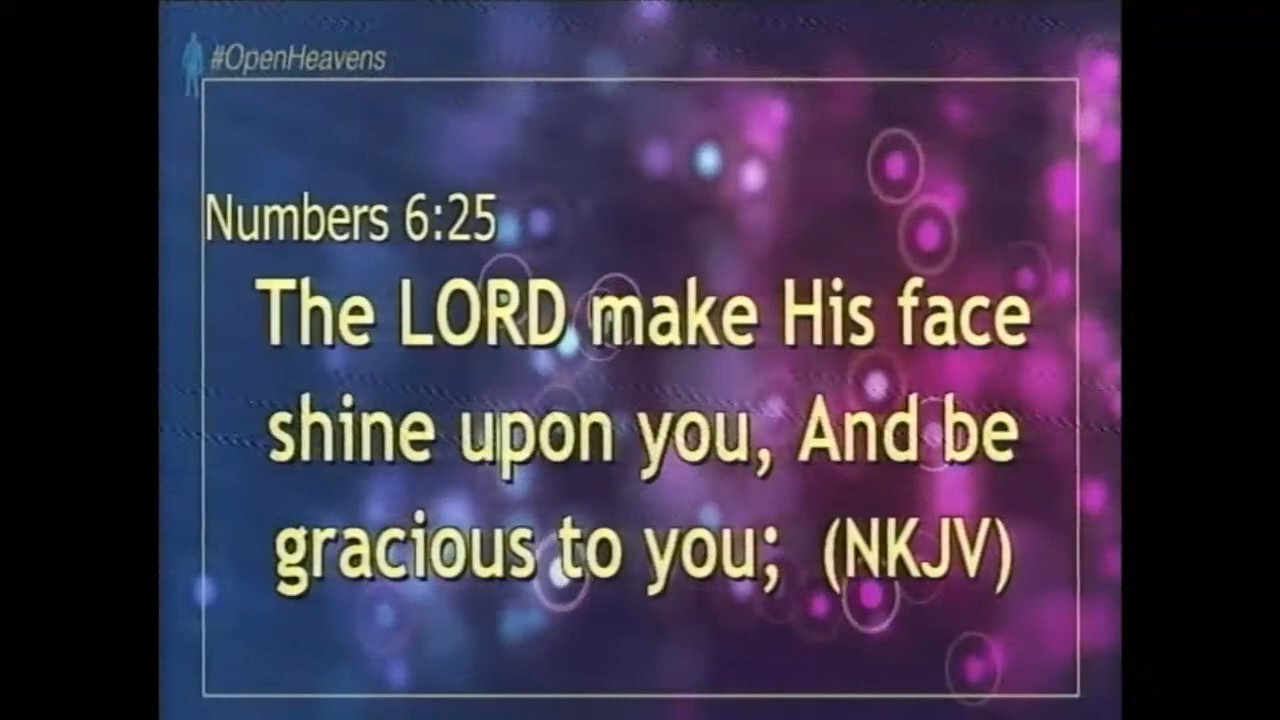 #OpenHeavens
Numbers 6:25
The LORD make His face
shine upon you, And be
gracious to you; (NKJV)